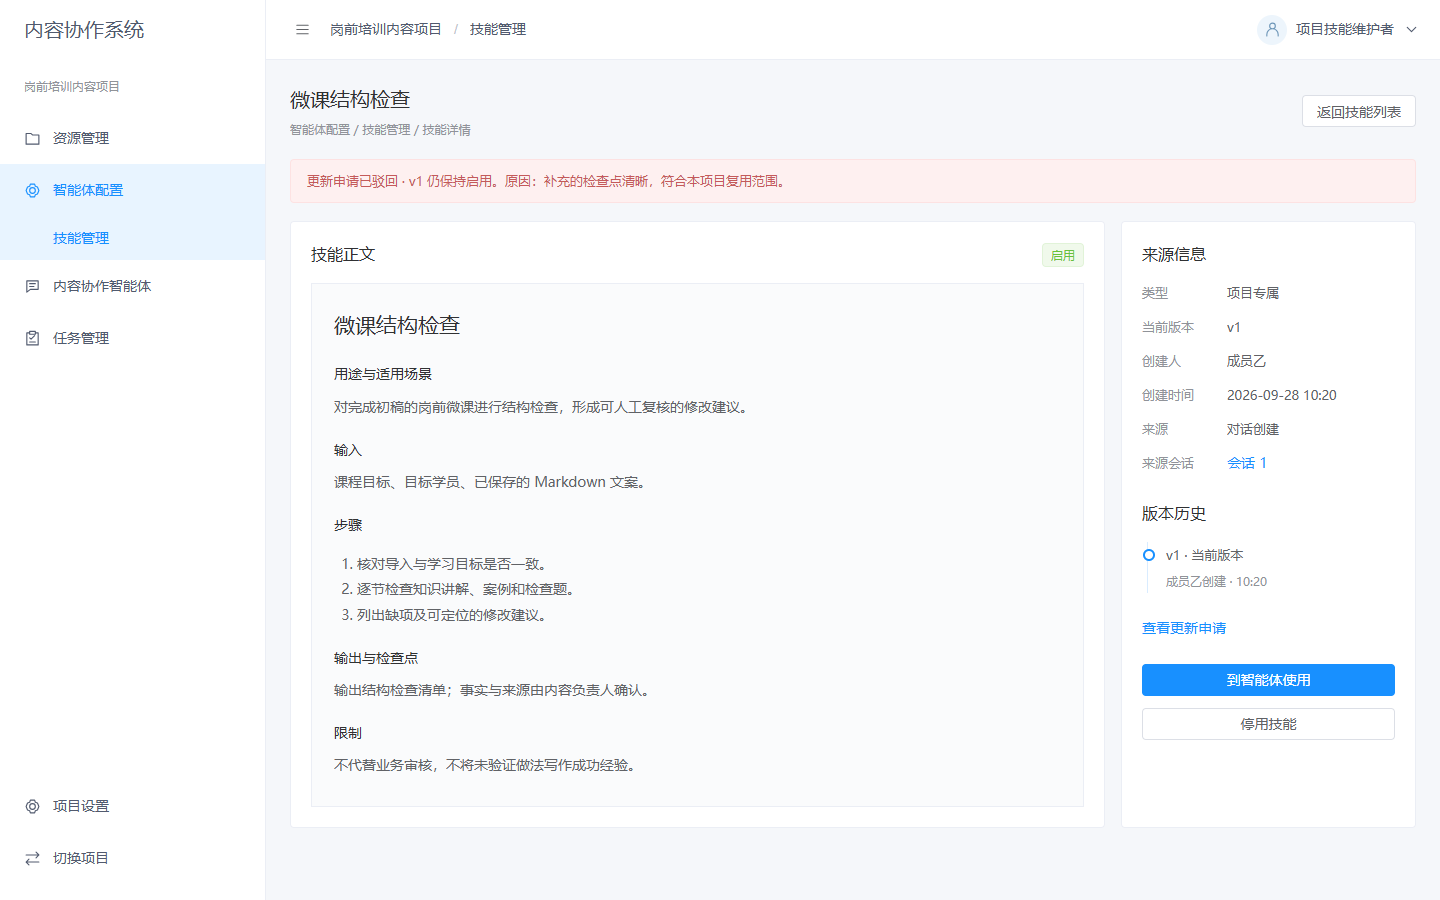 内容协作系统
岗前培训内容项目
资源管理
智能体配置
技能管理
内容协作智能体
任务管理
项目设置
切换项目
岗前培训内容项目 / 技能管理
项目技能维护者
微课结构检查
智能体配置 / 技能管理 / 技能详情
返回技能列表
更新申请已驳回 · v1 仍保持启用。原因：补充的检查点清晰，符合本项目复用范围。
技能正文
启用
微课结构检查
用途与适用场景
对完成初稿的岗前微课进行结构检查，形成可人工复核的修改建议。
输入
课程目标、目标学员、已保存的 Markdown 文案。
步骤
1. 核对导入与学习目标是否一致。
2. 逐节检查知识讲解、案例和检查题。
3. 列出缺项及可定位的修改建议。
输出与检查点
输出结构检查清单；事实与来源由内容负责人确认。
限制
不代替业务审核，不将未验证做法写作成功经验。
来源信息
类型 项目专属
当前版本 v1
创建人 成员乙
创建时间 2026-09-28 10:20
来源 对话创建
来源会话 会话 1
版本历史
v1 · 当前版本
成员乙创建 · 10:20
查看更新申请
到智能体使用
停用技能